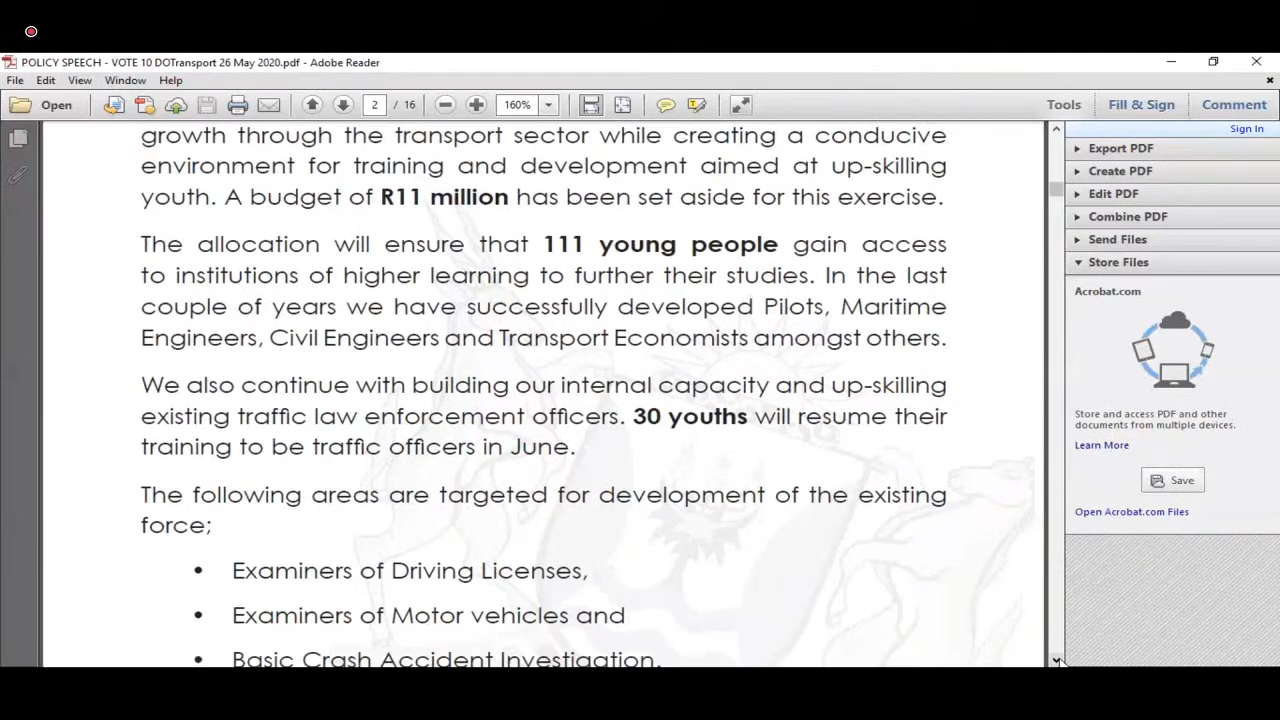 POLICY SPEECH - VOTE 10 DOTransport 26 May 2020.pdf - Adobe Reader
File Edit View Window Help
Open 2 / 16 160% Tools Fill & Sign Comment
Sign In
growth through the transport sector while creating a conducive
environment for training and development aimed at up-skilling
youth. A budget of R11 million has been set aside for this exercise.
The allocation will ensure that 111 young people gain access
to institutions of higher learning to further their studies. In the last
couple of years we have successfully developed Pilots, Maritime
Engineers, Civil Engineers and Transport Economists amongst others.
We also continue with building our internal capacity and up-skilling
existing traffic law enforcement officers. 30 youths will resume their
training to be traffic officers in June.
The following areas are targeted for development of the existing
force;
• Examiners of Driving Licenses,
• Examiners of Motor vehicles and
• Basic Crash Accident Investigation.
Export PDF
Create PDF
Edit PDF
Combine PDF
Send Files
Store Files
Acrobat.com
Store and access PDF and other
documents from multiple devices.
Learn More
Save
Open Acrobat.com Files